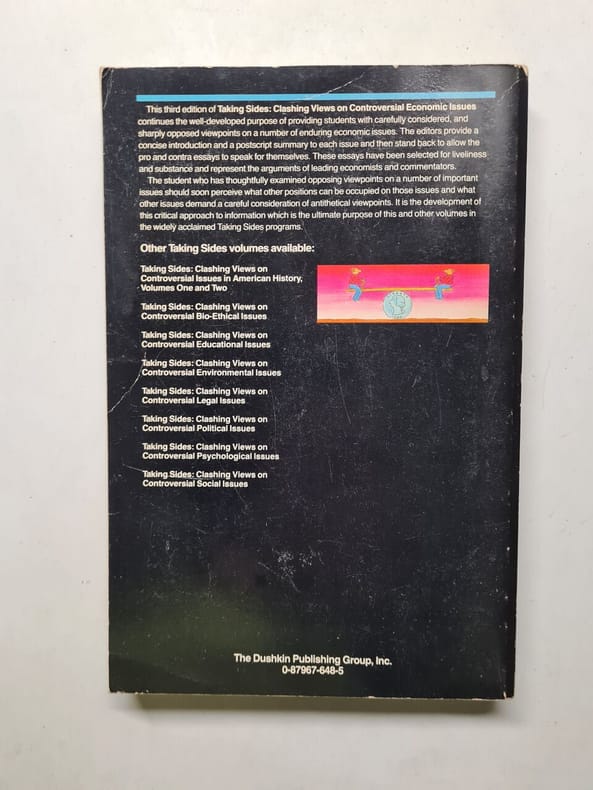 This third edition of Taking Sides: Clashing Views on Controversial Economic Issues
continues the well-developed purpose of providing students with carefully considered, and
sharply opposed viewpoints on a number of enduring economic issues. The editors provide a
concise introduction and a postscript summary to each issue and then stand back to allow the
pro and contra essays to speak for themselves. These essays have been selected for liveliness
and substance and represent the arguments of leading economists and commentators.
The student who has thoughtfully examined opposing viewpoints on a number of important
issues should soon perceive what other positions can be occupied on those issues and what
other issues demand a careful consideration of antithetical viewpoints. It is the development of
this critical approach to information which is the ultimate purpose of this and other volumes in
the widely acclaimed Taking Sides programs.
Other Taking Sides volumes available:
Taking Sides: Clashing Views on
Controversial Issues in American History,
Volumes One and Two
Taking Sides: Clashing Views on
Controversial Bio-Ethical Issues
Taking Sides: Clashing Views on
Controversial Educational Issues
Taking Sides: Clashing Views on
Controversial Environmental Issues
Taking Sides: Clashing Views on
Controversial Legal Issues
Taking Sides: Clashing Views on
Controversial Political Issues
Taking Sides: Clashing Views on
Controversial Psychological Issues
Taking Sides: Clashing Views on
Controversial Social Issues
The Dushkin Publishing Group, Inc.
0-87967-648-5